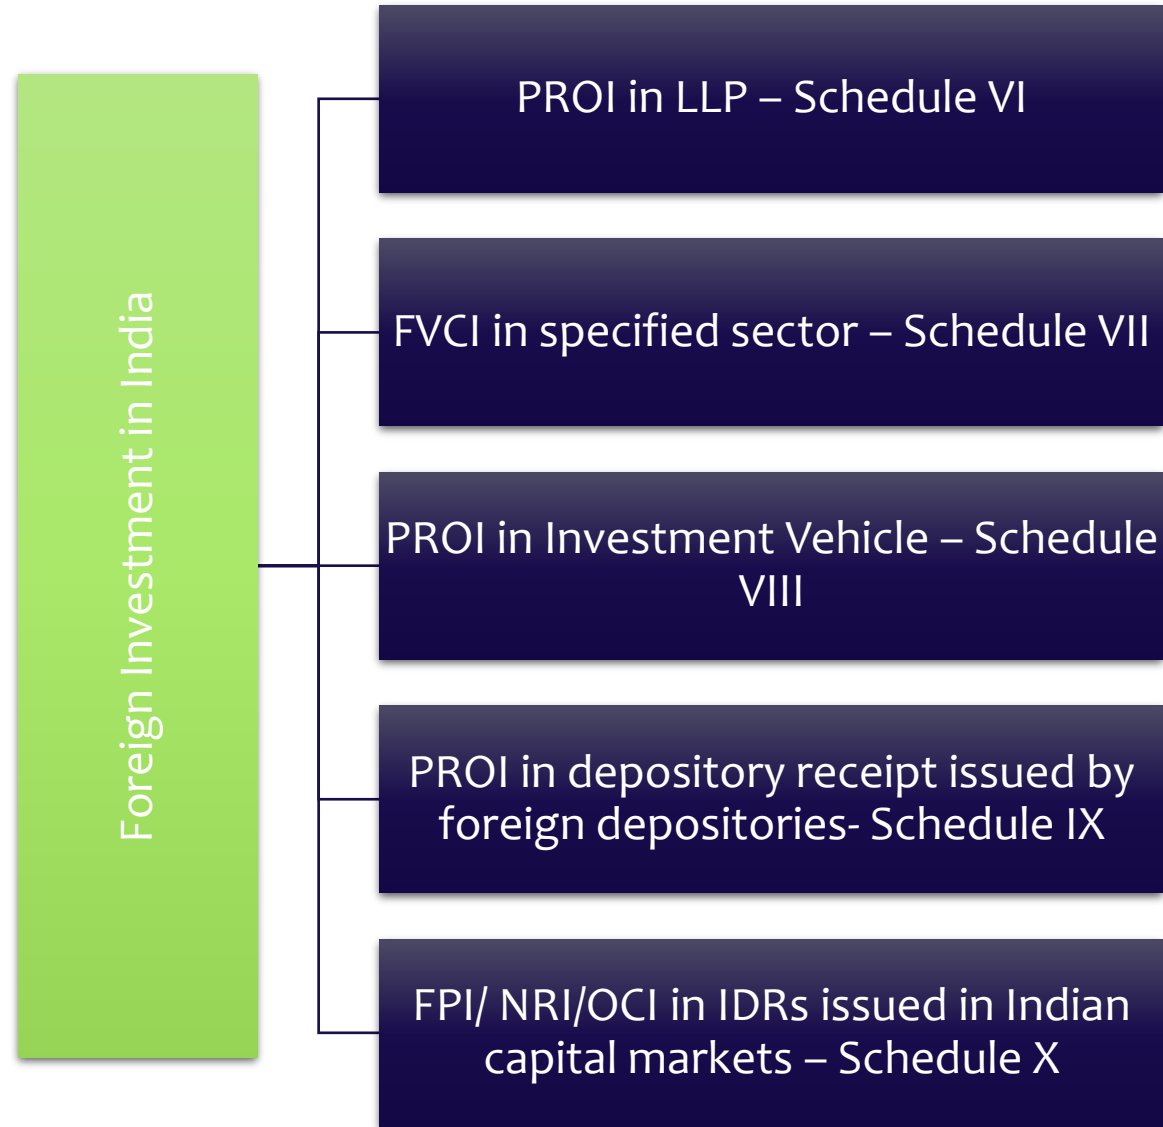 Foreign Investment in India
PROI in LLP – Schedule VI
FVCI in specified sector – Schedule VII
PROI in Investment Vehicle – Schedule
VIII
PROI in depository receipt issued by
foreign depositories- Schedule IX
FPI/ NRI/OCI in IDRs issued in Indian
capital markets – Schedule X